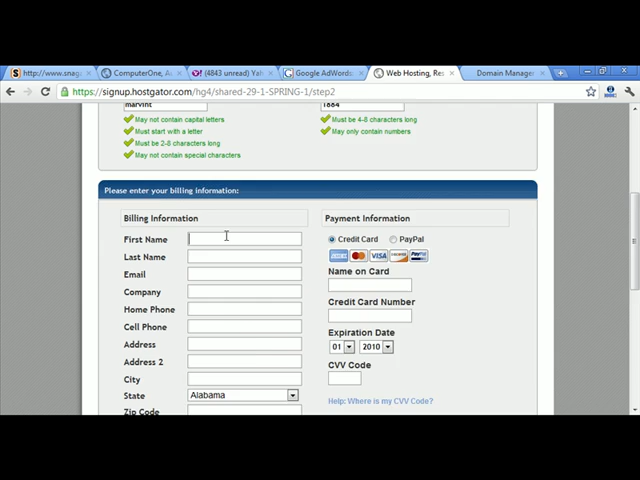 http://www.snag
ComputerOne, A
(4843 unread) Yah
Google AdWords
Web Hosting, Res
Domain Manager
https://signup.hostgator.com/hg4/shared-29-1-SPRING-1/step2
marvint
1884
May not contain capital letters
Must be 4-8 characters long
Must start with a letter
May only contain numbers
Must be 2-8 characters long
May not contain special characters
Please enter your billing information:
Billing Information
Payment Information
First Name
Credit Card
PayPal
Last Name
VISA
PayPal
Email
Name on Card
Company
Home Phone
Credit Card Number
Cell Phone
Expiration Date
Address
01
2010
Address 2
CVV Code
City
State
Alabama
Help: Where is my CVV Code?
Zip Code